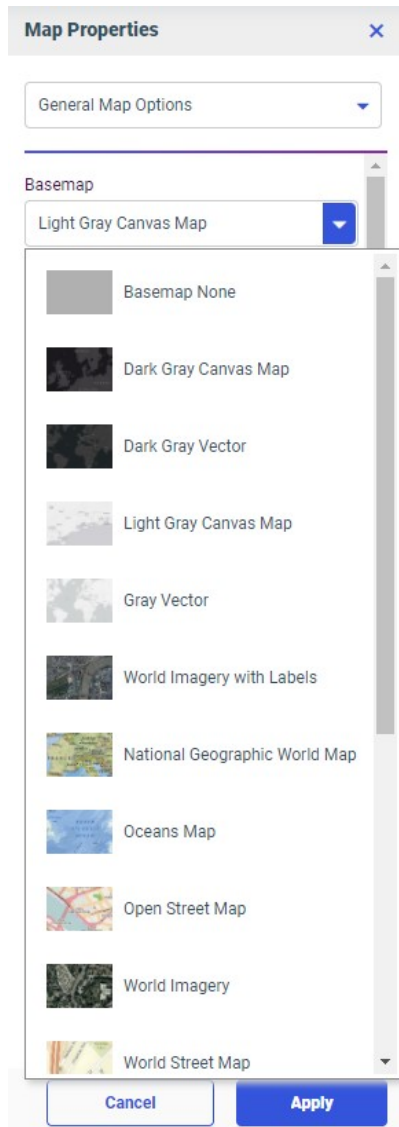 Map Properties
General Map Options
Basemap
Light Gray Canvas Map
Basemap None
Dark Gray Canvas Map
Dark Gray Vector
Light Gray Canvas Map
Gray Vector
World Imagery with Labels
National Geographic World Map
Oceans Map
Open Street Map
World Imagery
World Street Map
Cancel
Apply